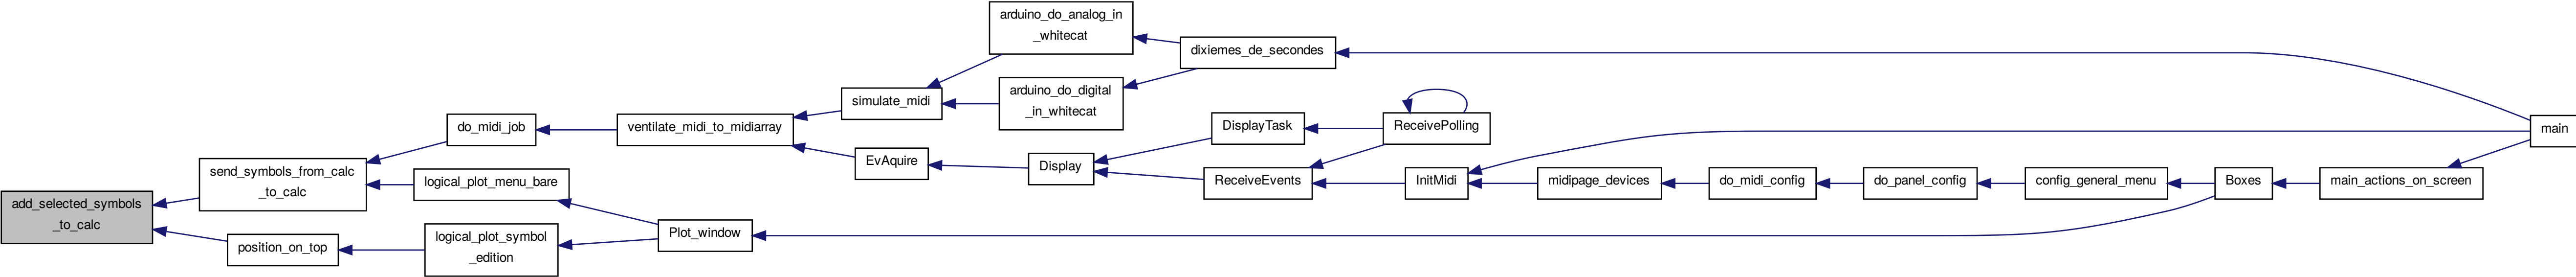 add_selected_symbols
_to_calc
send_symbols_from_calc
_to_calc
position_on_top
do_midi_job
logical_plot_menu_bare
logical_plot_symbol
_edition
ventilate_midi_to_midiarray
Plot_window
simulate_midi
EvAquire
arduino_do_analog_in
_whitecat
arduino_do_digital
_in_whitecat
Display
dixiemes_de_secondes
DisplayTask
ReceiveEvents
ReceivePolling
InitMidi
midipage_devices
do_midi_config
do_panel_config
config_general_menu
Boxes
main_actions_on_screen
main